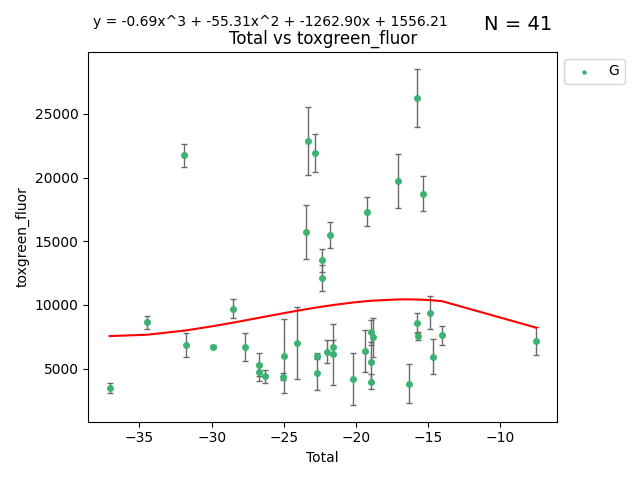 y = -0.69x^3 + -55.31x^2 + -1262.90x + 1556.21
N = 41
Total vs toxgreen_fluor
G
25000
20000
15000
10000
5000
toxgreen_fluor
−35 −30 −25 −20 −15 −10
Total